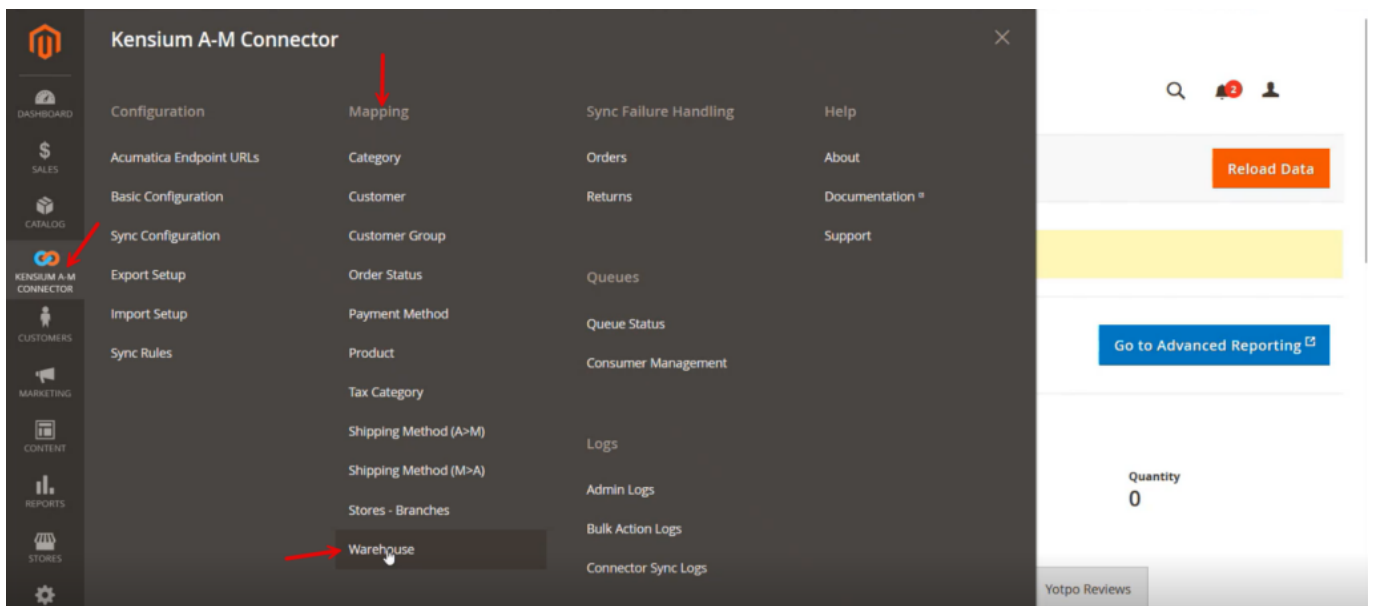 Kensium A-M Connector
DASHBOARD
SALES
CATALOG
KENSIUM A-M
CONNECTOR
CUSTOMERS
MARKETING
CONTENT
REPORTS
STORES
Configuration
Acumatica Endpoint URLs
Basic Configuration
Sync Configuration
Export Setup
Import Setup
Sync Rules
Mapping
Category
Customer
Customer Group
Order Status
Payment Method
Product
Tax Category
Shipping Method (A>M)
Shipping Method (M>A)
Stores - Branches
Warehouse
Sync Failure Handling
Orders
Returns
Queues
Queue Status
Consumer Management
Logs
Admin Logs
Bulk Action Logs
Connector Sync Logs
Help
About
Documentation
Support
2
Reload Data
Go to Advanced Reporting
Quantity
0
Yotpo Reviews